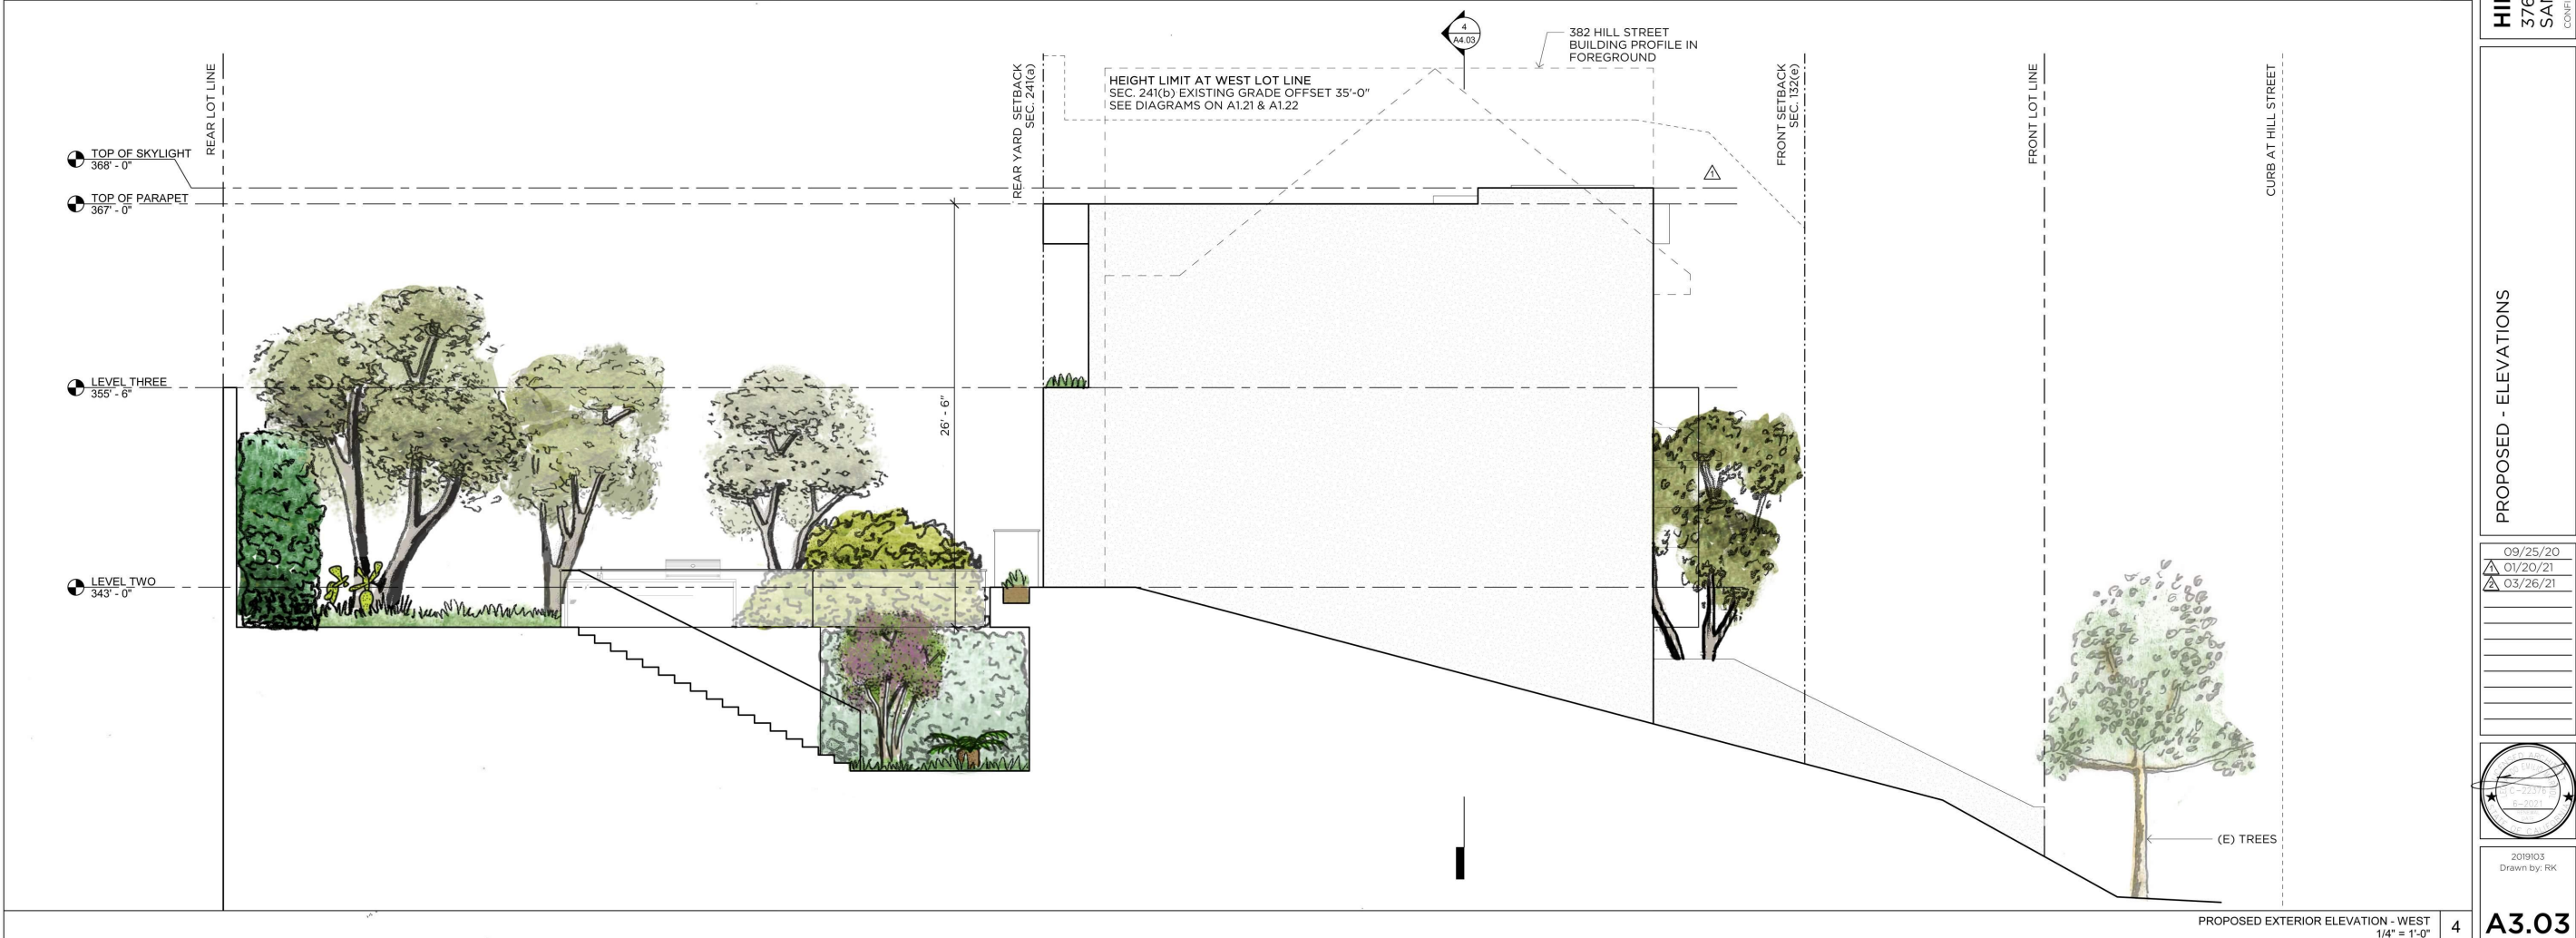 4
A4.03
382 HILL STREET
BUILDING PROFILE IN
FOREGROUND
HEIGHT LIMIT AT WEST LOT LINE
SEC. 241(b) EXISTING GRADE OFFSET 35'-0"
SEE DIAGRAMS ON A1.21 & A1.22
REAR LOT LINE
REAR YARD SETBACK
SEC. 241(a)
FRONT SETBACK
SEC. 132(e)
FRONT LOT LINE
CURB AT HILL STREET
TOP OF SKYLIGHT
368' - 0"
TOP OF PARAPET
367' - 0"
LEVEL THREE
355' - 6"
LEVEL TWO
343' - 0"
26' - 6"
1
(E) TREES
PROPOSED EXTERIOR ELEVATION - WEST
1/4" = 1'-0"
4
376
PROPOSED - ELEVATIONS
09/25/20
1 01/20/21
2 03/26/21
2019103
Drawn by: RK
A3.03